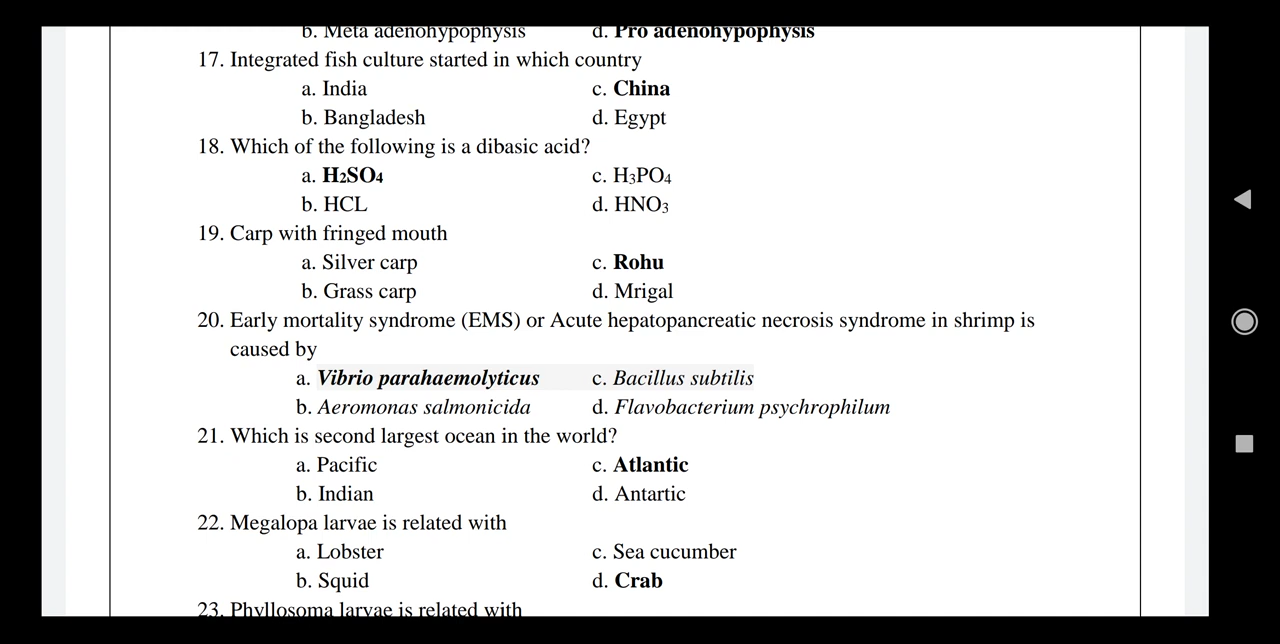 b. Meta adenohypophysis d. Pro adenohypophysis
17. Integrated fish culture started in which country
a. India c. China
b. Bangladesh d. Egypt
18. Which of the following is a dibasic acid?
a. H₂SO₄ c. H₃PO₄
b. HCL d. HNO₃
19. Carp with fringed mouth
a. Silver carp c. Rohu
b. Grass carp d. Mrigal
20. Early mortality syndrome (EMS) or Acute hepatopancreatic necrosis syndrome in shrimp is
caused by
a. Vibrio parahaemolyticus c. Bacillus subtilis
b. Aeromonas salmonicida d. Flavobacterium psychrophilum
21. Which is second largest ocean in the world?
a. Pacific c. Atlantic
b. Indian d. Antartic
22. Megalopa larvae is related with
a. Lobster c. Sea cucumber
b. Squid d. Crab
23. Phyllosoma larvae is related with